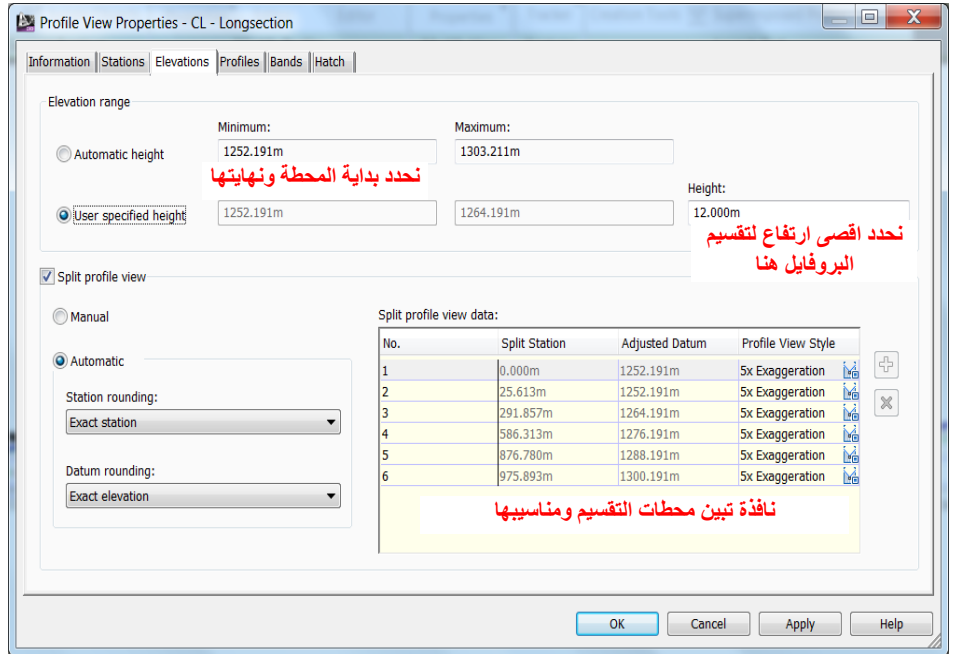 Profile View Properties - CL - Longsection
Information Stations Elevations Profiles Bands Hatch
Elevation range
Minimum: Maximum:
Automatic height 1252.191m 1303.211m
نحدد بداية المحطة ونهايتها
Height:
User specified height 1252.191m 1264.191m 12.000m
نحدد اقصى ارتفاع لتقسيم
البروفايل هنا
Split profile view
Manual
Split profile view data:
Automatic
Station rounding:
Exact station
Datum rounding:
Exact elevation
No. Split Station Adjusted Datum Profile View Style
1 0.000m 1252.191m 5x Exaggeration
2 25.613m 1252.191m 5x Exaggeration
3 291.857m 1264.191m 5x Exaggeration
4 586.313m 1276.191m 5x Exaggeration
5 876.780m 1288.191m 5x Exaggeration
6 975.893m 1300.191m 5x Exaggeration
نافذة تبين محطات التقسيم ومناسيبها
OK Cancel Apply Help